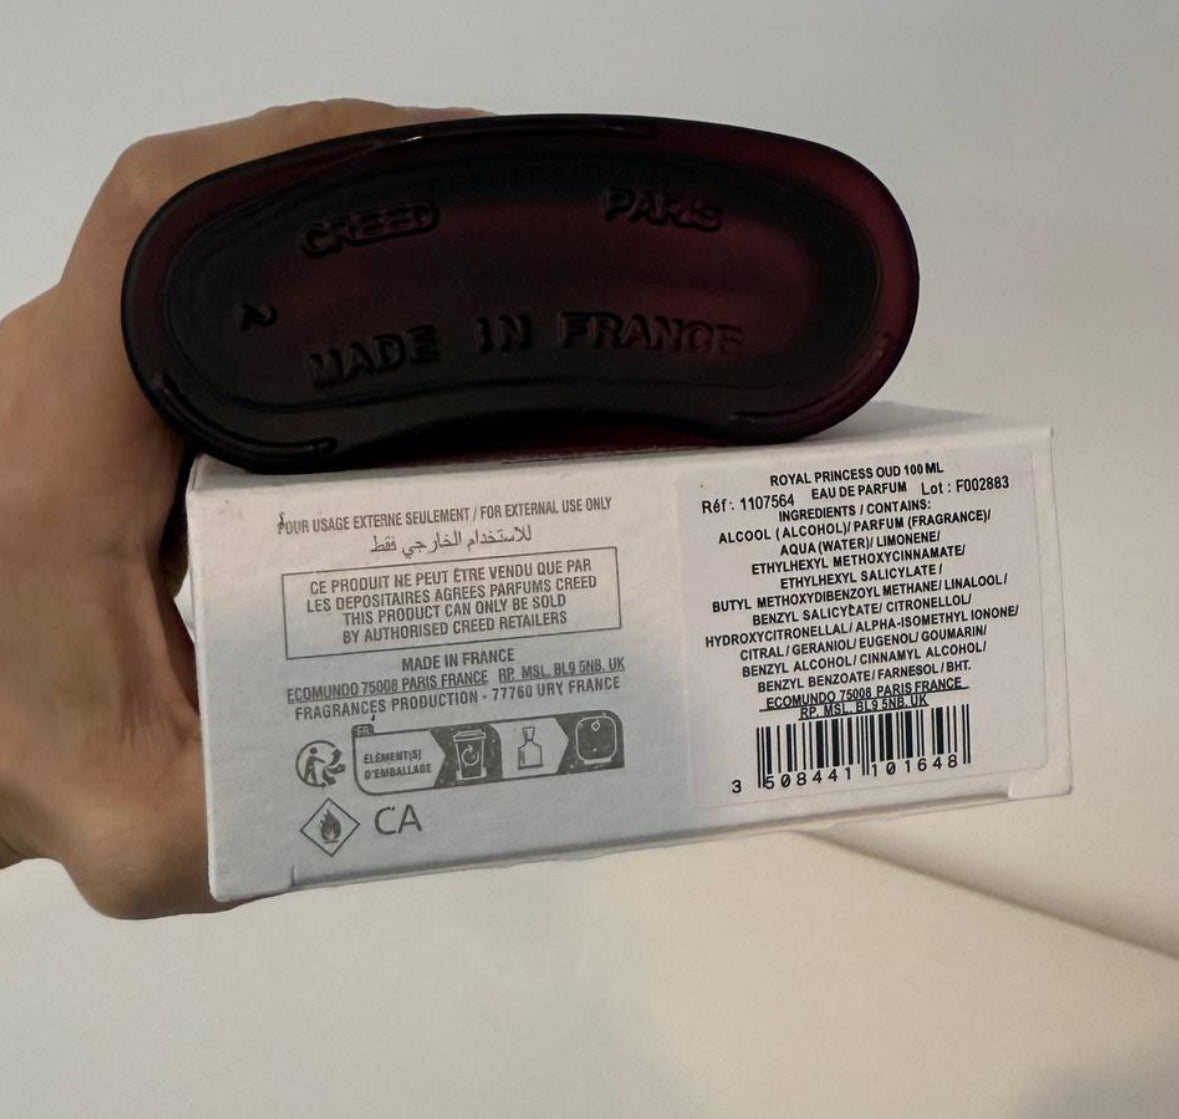 CREED PARIS
2
MADE IN FRANCE
POUR USAGE EXTERNE SEULEMENT / FOR EXTERNAL USE ONLY
للاستخدام الخارجي فقط
CE PRODUIT NE PEUT ÊTRE VENDU QUE PAR
LES DEPOSITAIRES AGREES PARFUMS CREED
THIS PRODUCT CAN ONLY BE SOLD
BY AUTHORISED CREED RETAILERS
MADE IN FRANCE
ECOMUNDO 75008 PARIS FRANCE RP. MSL. BL9 5NB. UK
FRAGRANCES PRODUCTION - 77760 URY FRANCE
FR
ÉLÉMENT(S)
D'EMBALLAGE
CA
ROYAL PRINCESS OUD 100 ML
Réf : 1107564 EAU DE PARFUM Lot : F002883
INGREDIENTS / CONTAINS:
ALCOOL (ALCOHOL)/ PARFUM (FRAGRANCE)/
AQUA (WATER)/ LIMONENE/
ETHYLHEXYL METHOXYCINNAMATE/
ETHYLHEXYL SALICYLATE /
BUTYL METHOXYDIBENZOYL METHANE/ LINALOOL/
BENZYL SALICYLATE/ CITRONELLOL/
HYDROXYCITRONELLAL/ ALPHA-ISOMETHYL IONONE/
CITRAL / GERANIOL/ EUGENOL/ GOUMARIN/
BENZYL ALCOHOL/ CINNAMYL ALCOHOL/
BENZYL BENZOATE/ FARNESOL / BHT.
ECOMUNDO 75008 PARIS FRANCE
RP. MSL. BL9 5NB. UK
3 508441 101648